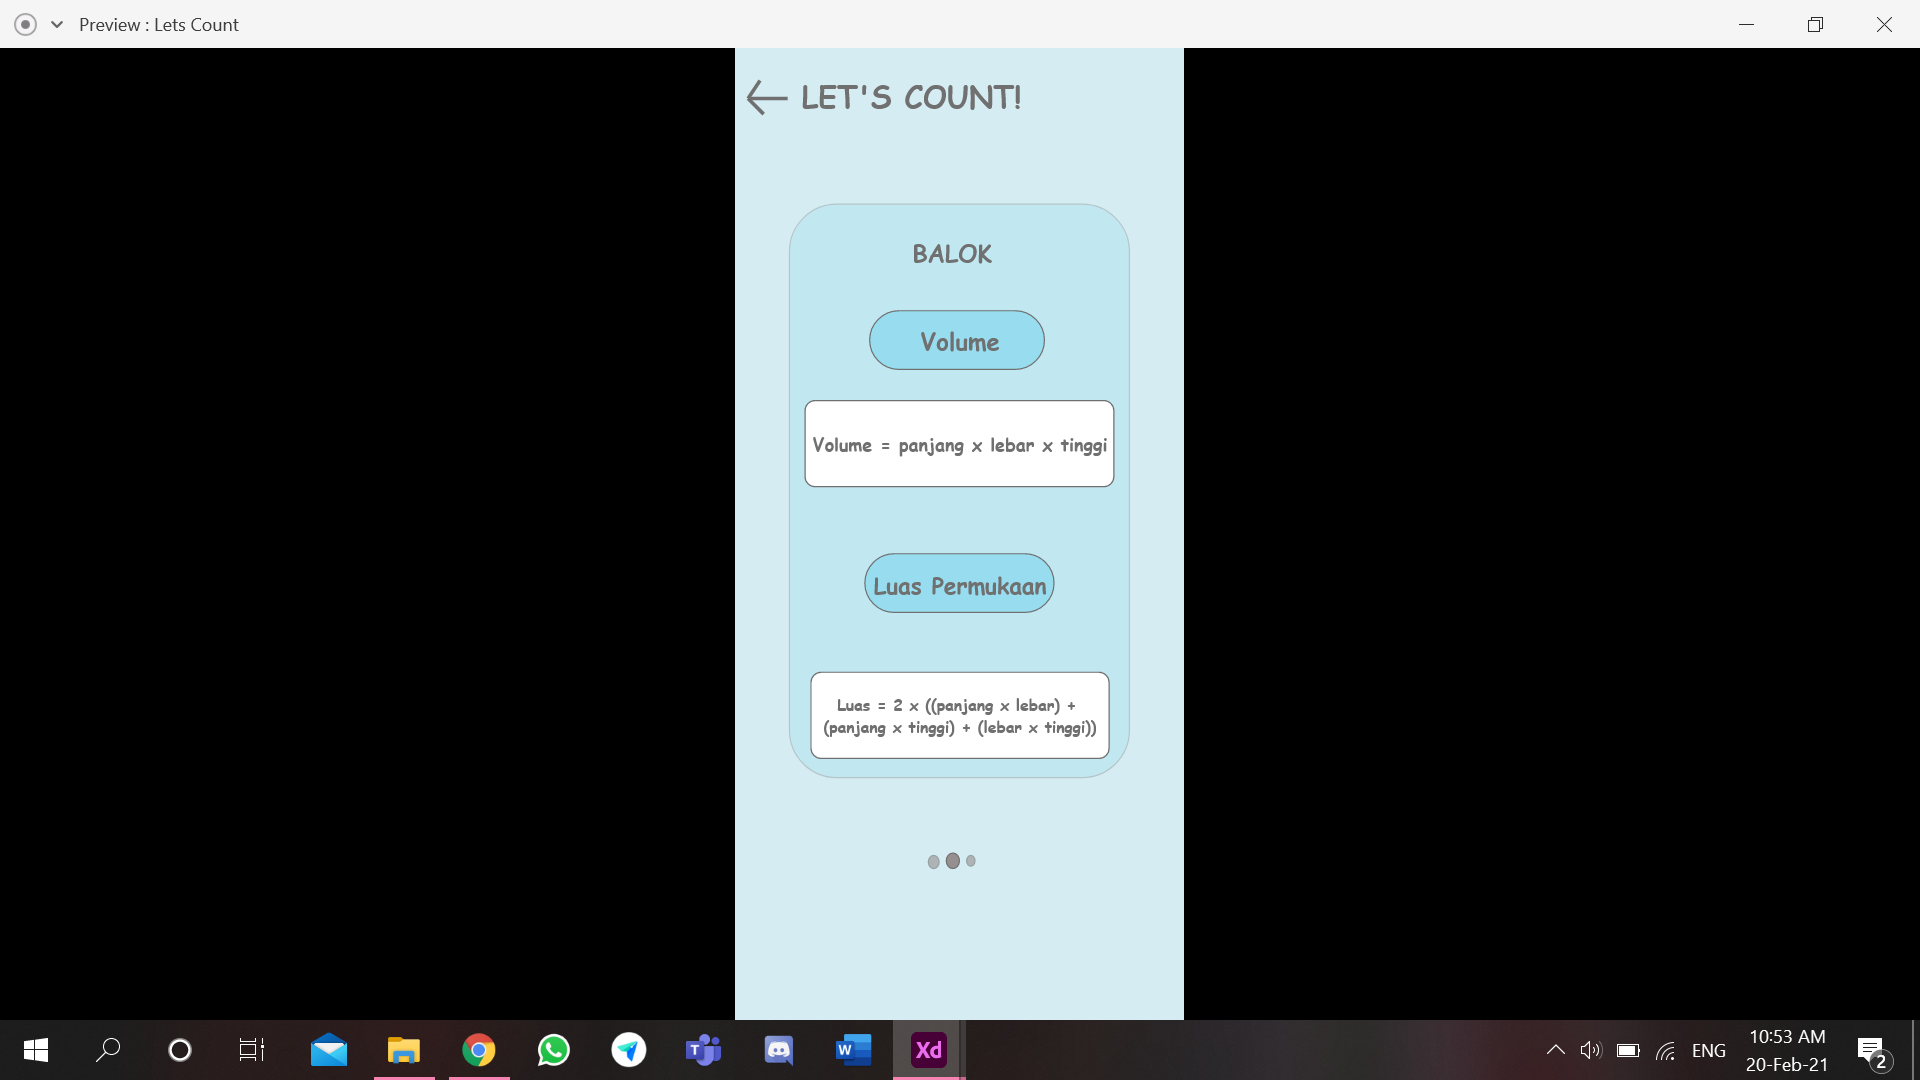 Preview : Lets Count
LET'S COUNT!
BALOK
Volume
Volume = panjang x lebar x tinggi
Luas Permukaan
Luas = 2 x ((panjang x lebar) +
(panjang x tinggi) + (lebar x tinggi))
T
W
Xd
ENG
10:53 AM
20-Feb-21
2